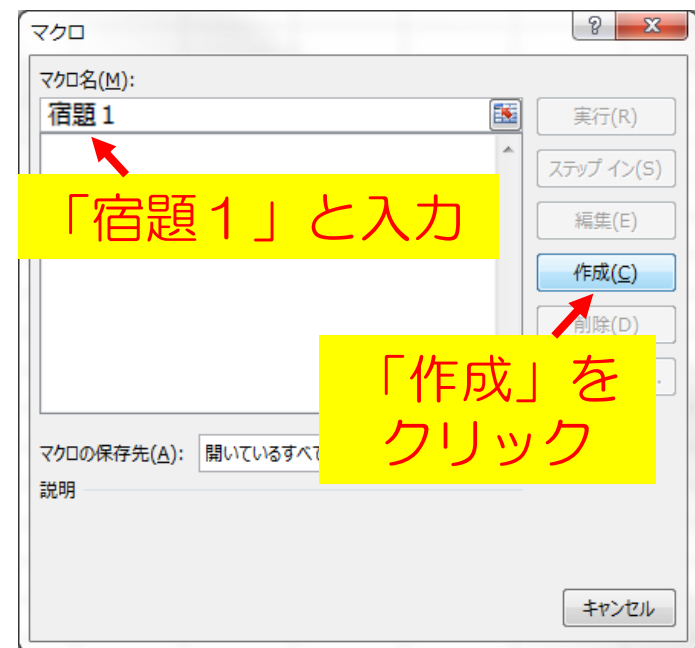 マクロ
マクロ名(M):
宿題１
実行(R)
ステップ イン(S)
「宿題１」と入力
編集(E)
作成(C)
削除(D)
「作成」を
クリック
マクロの保存先(A):
開いているすべて
説明
キャンセル